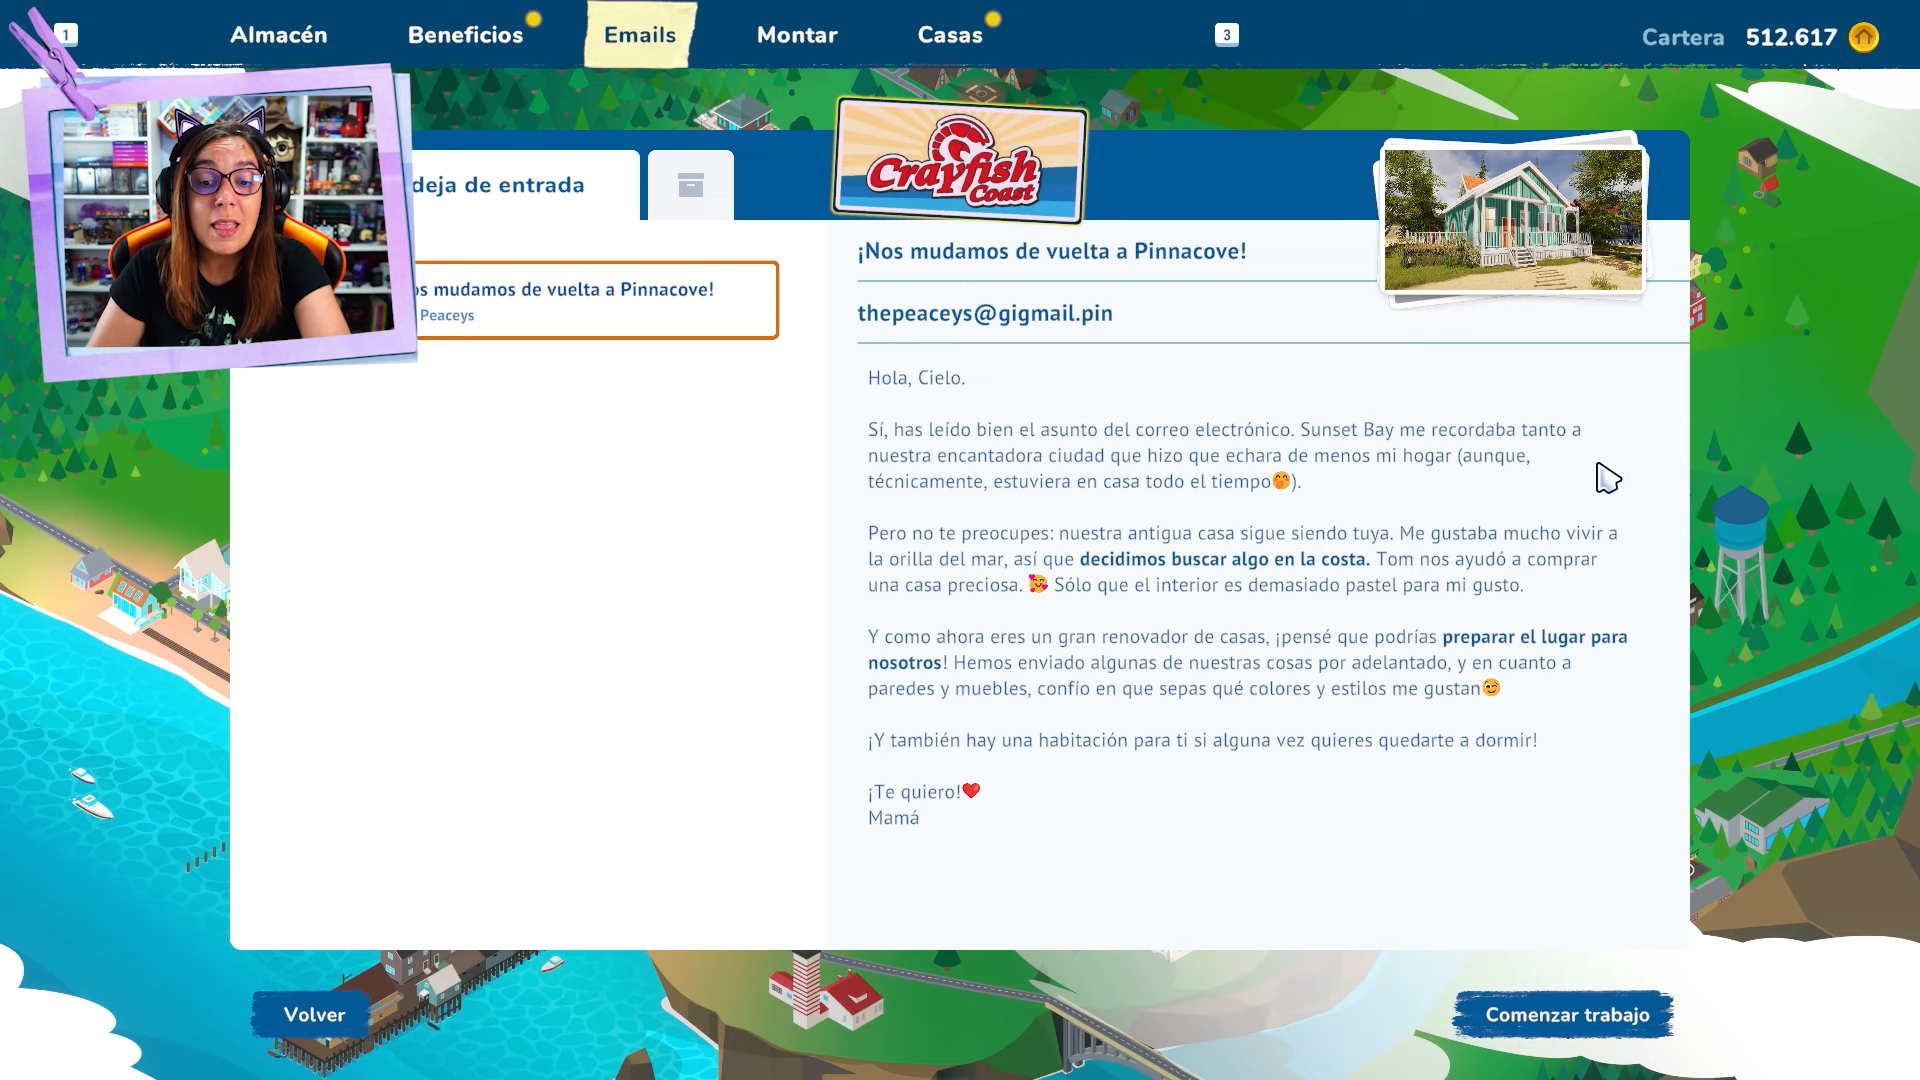 1
Almacén
Beneficios
Emails
Montar
Casas
3
Cartera 512.617
deja de entrada
Crayfish
Coast
os mudamos de vuelta a Pinnacove!
Peaceys
¡Nos mudamos de vuelta a Pinnacove!
thepeaceys@gigmail.pin
Hola, Cielo.
Sí, has leído bien el asunto del correo electrónico. Sunset Bay me recordaba tanto a
nuestra encantadora ciudad que hizo que echara de menos mi hogar (aunque,
técnicamente, estuviera en casa todo el tiempo🤭).
Pero no te preocupes: nuestra antigua casa sigue siendo tuya. Me gustaba mucho vivir a
la orilla del mar, así que decidimos buscar algo en la costa. Tom nos ayudó a comprar
una casa preciosa. 🥰 Sólo que el interior es demasiado pastel para mi gusto.
Y como ahora eres un gran renovador de casas, ¡pensé que podrías preparar el lugar para
nosotros! Hemos enviado algunas de nuestras cosas por adelantado, y en cuanto a
paredes y muebles, confío en que sepas qué colores y estilos me gustan😉
¡Y también hay una habitación para ti si alguna vez quieres quedarte a dormir!
¡Te quiero!❤️
Mamá
Volver
Comenzar trabajo